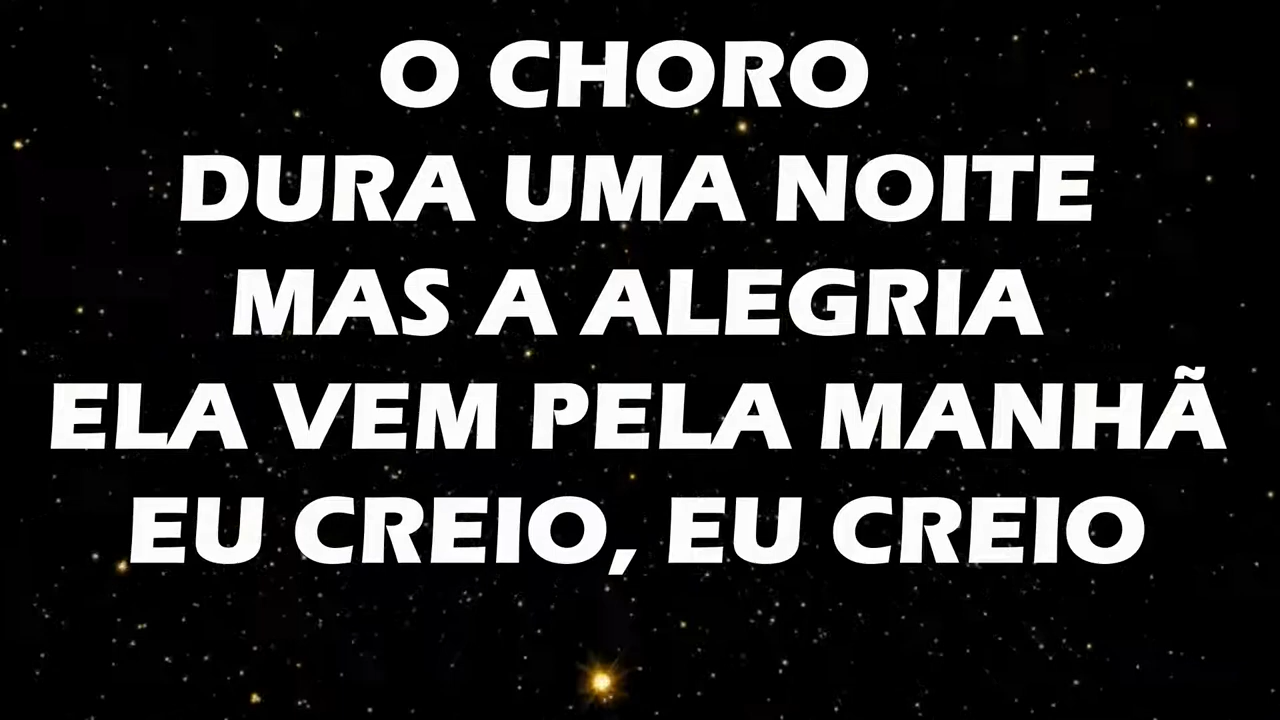 O CHORO
DURA UMA NOITE
MAS A ALEGRIA
ELA VEM PELA MANHÃ
EU CREIO, EU CREIO